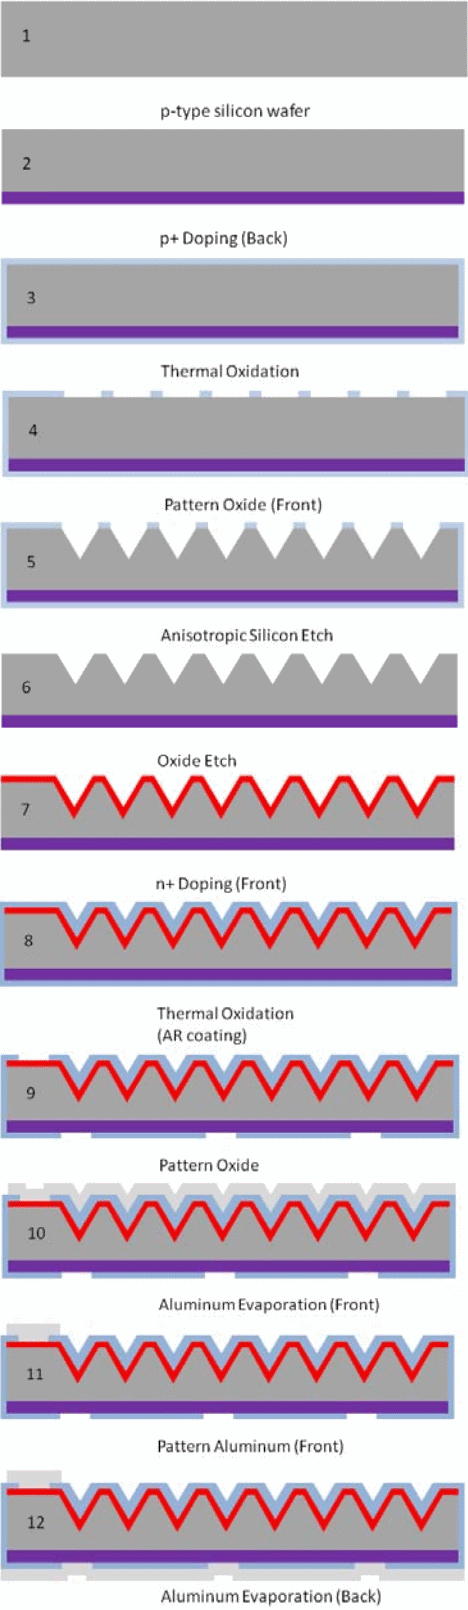 1
p-type silicon wafer
2
p+ Doping (Back)
3
Thermal Oxidation
4
Pattern Oxide (Front)
5
Anisotropic Silicon Etch
6
Oxide Etch
7
n+ Doping (Front)
8
Thermal Oxidation
(AR coating)
9
Pattern Oxide
10
Aluminum Evaporation (Front)
11
Pattern Aluminum (Front)
12
Aluminum Evaporation (Back)